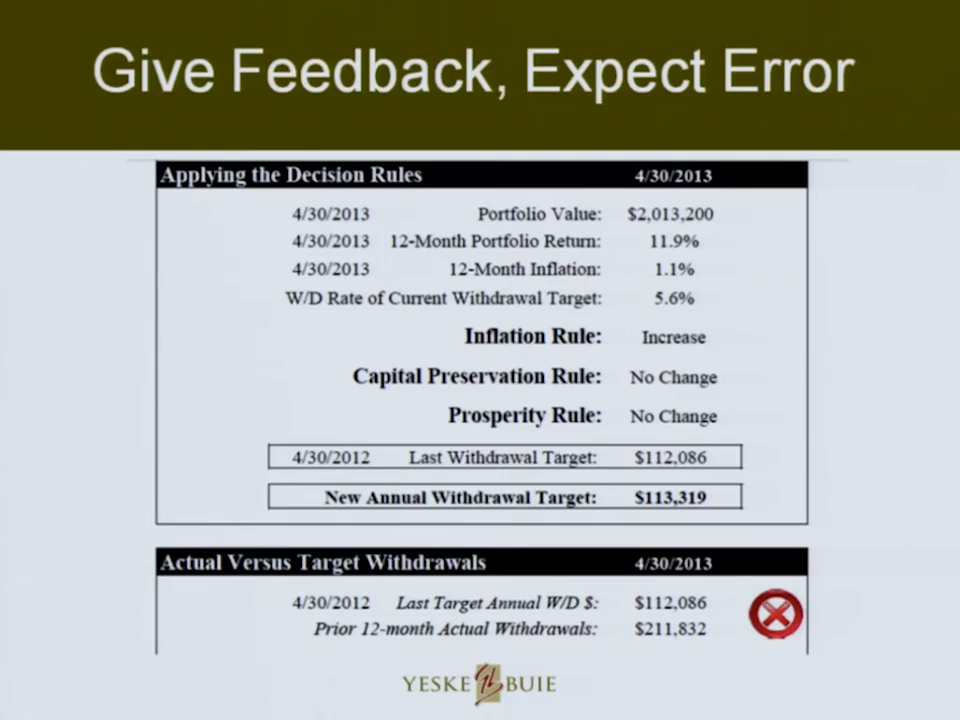 Give Feedback, Expect Error
Applying the Decision Rules 4/30/2013
4/30/2013 Portfolio Value: $2,013,200
4/30/2013 12-Month Portfolio Return: 11.9%
4/30/2013 12-Month Inflation: 1.1%
W/D Rate of Current Withdrawal Target: 5.6%
Inflation Rule: Increase
Capital Preservation Rule: No Change
Prosperity Rule: No Change
4/30/2012 Last Withdrawal Target: $112,086
New Annual Withdrawal Target: $113,319
Actual Versus Target Withdrawals 4/30/2013
4/30/2012 Last Target Annual W/D $: $112,086
Prior 12-month Actual Withdrawals: $211,832
YESKE BUIE